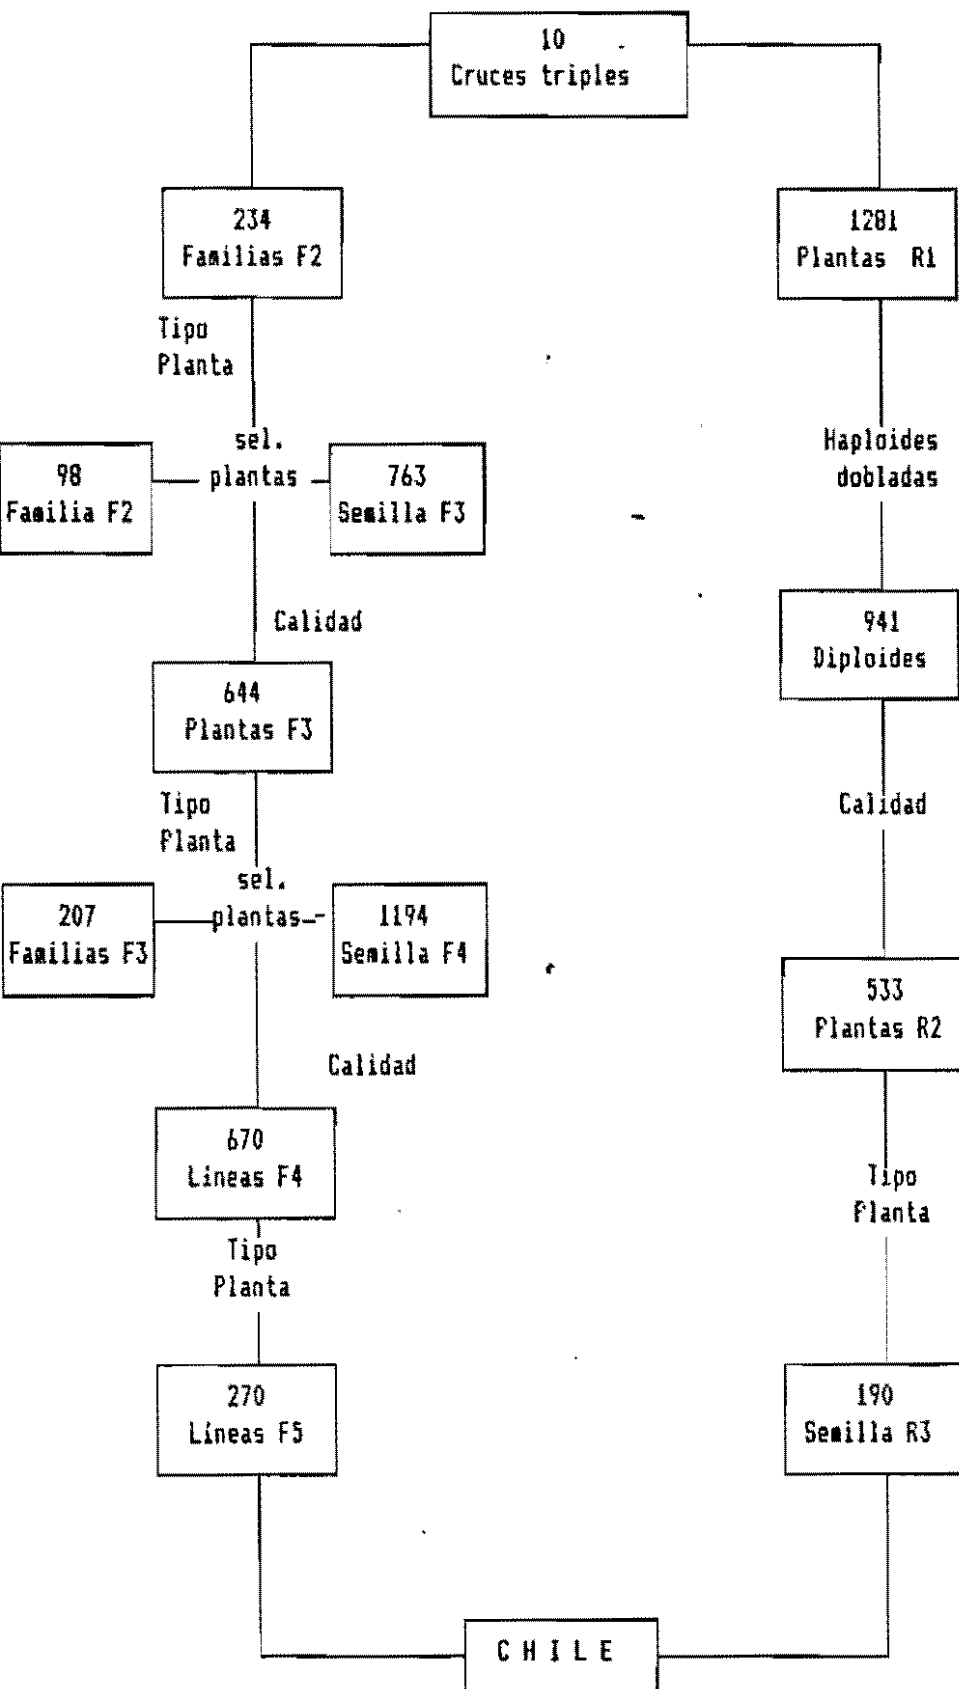 10
Cruces triples
234
Familias F2
1281
Plantas R1
Tipo
Planta
sel.
plantas
98
Familia F2
763
Semilla F3
Haploides
dobladas
Calidad
941
Diploides
644
Plantas F3
Tipo
Planta
Calidad
sel.
plantas
207
Familias F3
1194
Semilla F4
533
Plantas R2
Calidad
670
Lineas F4
Tipo
Planta
Tipo
Planta
270
Líneas F5
190
Semilla R3
C H I L E